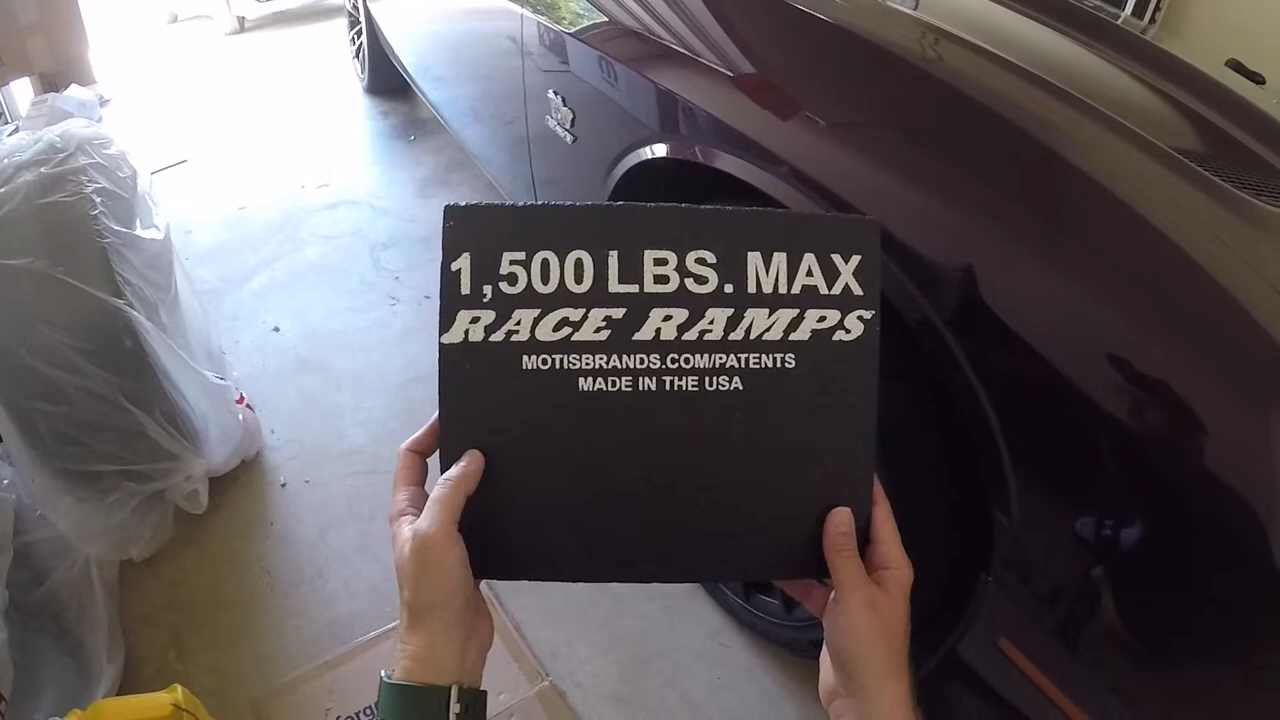 1,500 LBS. MAX
RACE RAMPS
MOTISBRANDS.COM/PATENTS
MADE IN THE USA